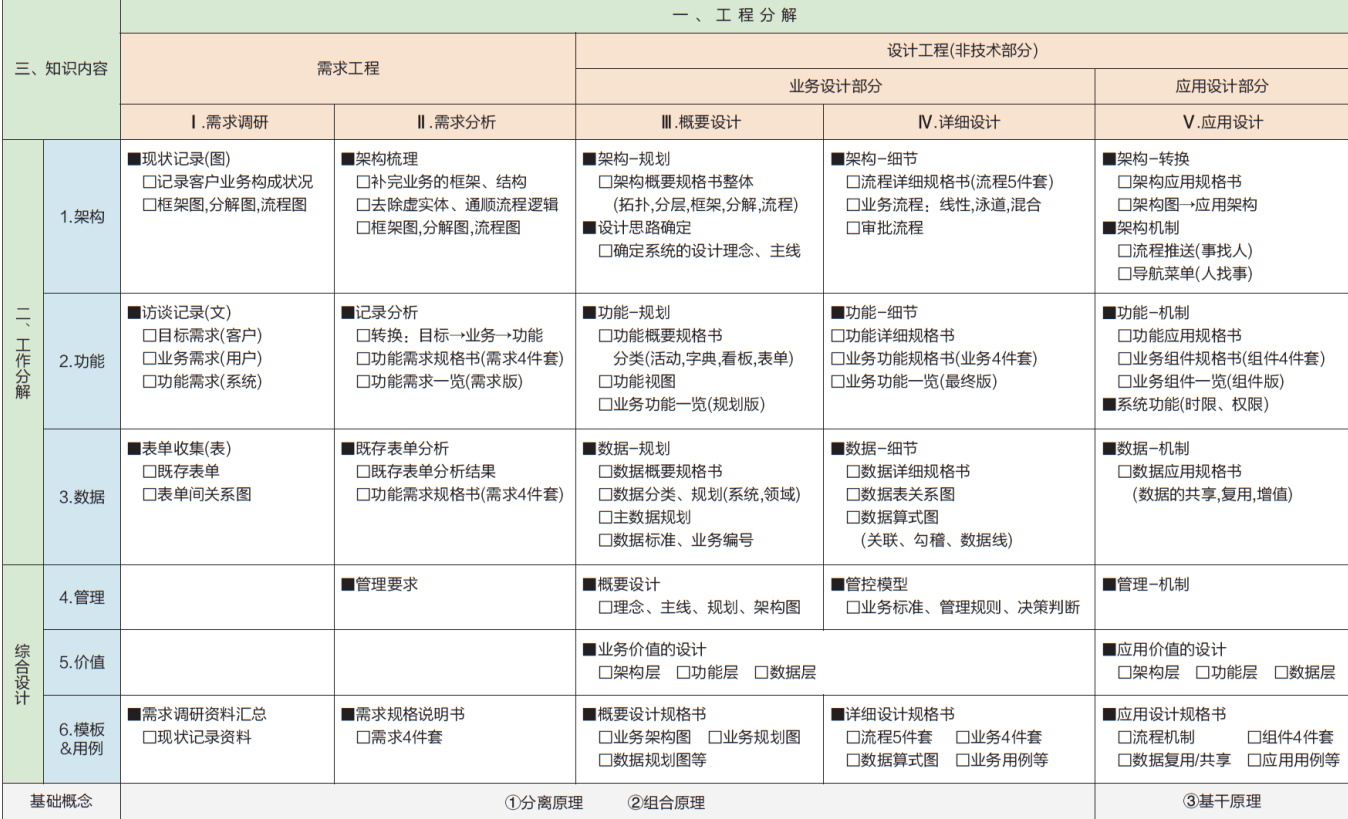 一、工程分解
三、知识内容
需求工程
设计工程(非技术部分)
业务设计部分
应用设计部分
Ⅰ.需求调研
Ⅱ.需求分析
Ⅲ.概要设计
Ⅳ.详细设计
Ⅴ.应用设计
二、工作分解
1.架构
■现状记录(图)
□记录客户业务构成状况
□框架图,分解图,流程图
■架构梳理
□补完业务的框架、结构
□去除虚实体、通顺流程逻辑
□框架图,分解图,流程图
■架构-规划
□架构概要规格书整体
(拓扑,分层,框架,分解,流程)
■设计思路确定
□确定系统的设计理念、主线
■架构-细节
□流程详细规格书(流程5件套)
□业务流程：线性,泳道,混合
□审批流程
■架构-转换
□架构应用规格书
□架构图→应用架构
■架构机制
□流程推送(事找人)
□导航菜单(人找事)
2.功能
■访谈记录(文)
□目标需求(客户)
□业务需求(用户)
□功能需求(系统)
■记录分析
□转换：目标→业务→功能
□功能需求规格书(需求4件套)
□功能需求一览(需求版)
■功能-规划
□功能概要规格书
分类(活动,字典,看板,表单)
□功能视图
□业务功能一览(规划版)
■功能-细节
□功能详细规格书
□业务功能规格书(业务4件套)
□业务功能一览(最终版)
■功能-机制
□功能应用规格书
□业务组件规格书(组件4件套)
□业务组件一览(组件版)
■系统功能(时限、权限)
3.数据
■表单收集(表)
□既存表单
□表单间关系图
■既存表单分析
□既存表单分析结果
□功能需求规格书(需求4件套)
■数据-规划
□数据概要规格书
□数据分类、规划(系统,领域)
□主数据规划
□数据标准、业务编号
■数据-细节
□数据详细规格书
□数据表关系图
□数据算式图
(关联、勾稽、数据线)
■数据-机制
□数据应用规格书
(数据的共享,复用,增值)
综合设计
4.管理
■管理要求
■概要设计
□理念、主线、规划、架构图
■管控模型
□业务标准、管理规则、决策判断
■管理-机制
5.价值
■业务价值的设计
□架构层 □功能层 □数据层
■应用价值的设计
□架构层 □功能层 □数据层
6.模板
&用例
■需求调研资料汇总
□现状记录资料
■需求规格说明书
□需求4件套
■概要设计规格书
□业务架构图 □业务规划图
□数据规划图等
■详细设计规格书
□流程5件套 □业务4件套
□数据算式图 □业务用例等
■应用设计规格书
□流程机制 □组件4件套
□数据复用/共享 □应用用例等
基础概念
①分离原理 ②组合原理
③基干原理